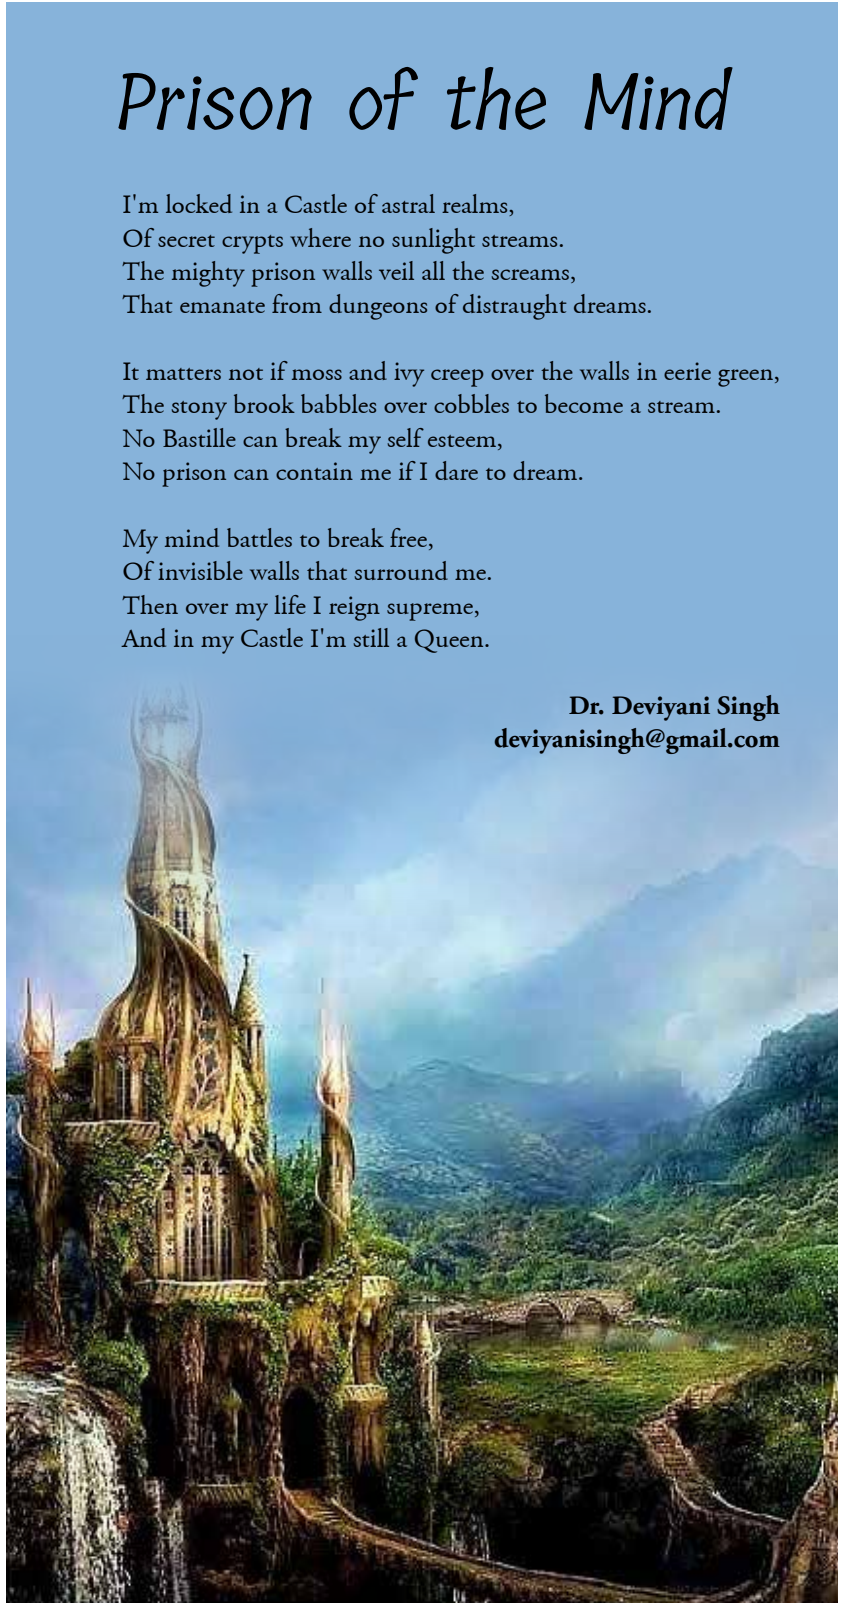 Prison of the Mind
I'm locked in a Castle of astral realms,
Of secret crypts where no sunlight streams.
The mighty prison walls veil all the screams,
That emanate from dungeons of distraught dreams.
It matters not if moss and ivy creep over the walls in eerie green,
The stony brook babbles over cobbles to become a stream.
No Bastille can break my self esteem,
No prison can contain me if I dare to dream.
My mind battles to break free,
Of invisible walls that surround me.
Then over my life I reign supreme,
And in my Castle I'm still a Queen.
Dr. Deviyani Singh
deviyanisingh@gmail.com